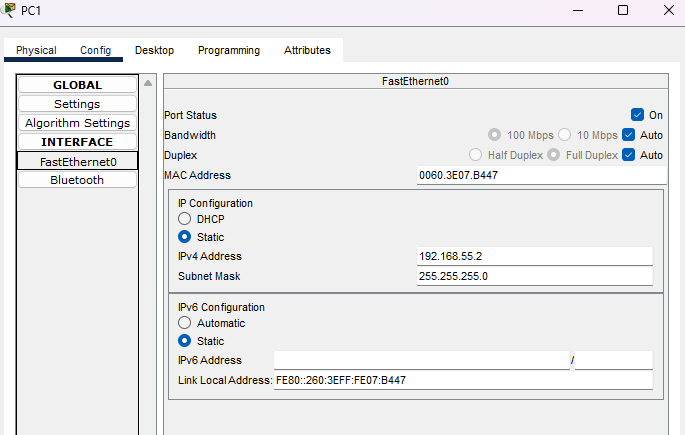 PC1
Physical Config Desktop Programming Attributes
GLOBAL
Settings
Algorithm Settings
INTERFACE
FastEthernet0
Bluetooth
FastEthernet0
Port Status On
Bandwidth 100 Mbps 10 Mbps Auto
Duplex Half Duplex Full Duplex Auto
MAC Address 0060.3E07.B447
IP Configuration
DHCP
Static
IPv4 Address 192.168.55.2
Subnet Mask 255.255.255.0
IPv6 Configuration
Automatic
Static
IPv6 Address /
Link Local Address: FE80::260:3EFF:FE07:B447